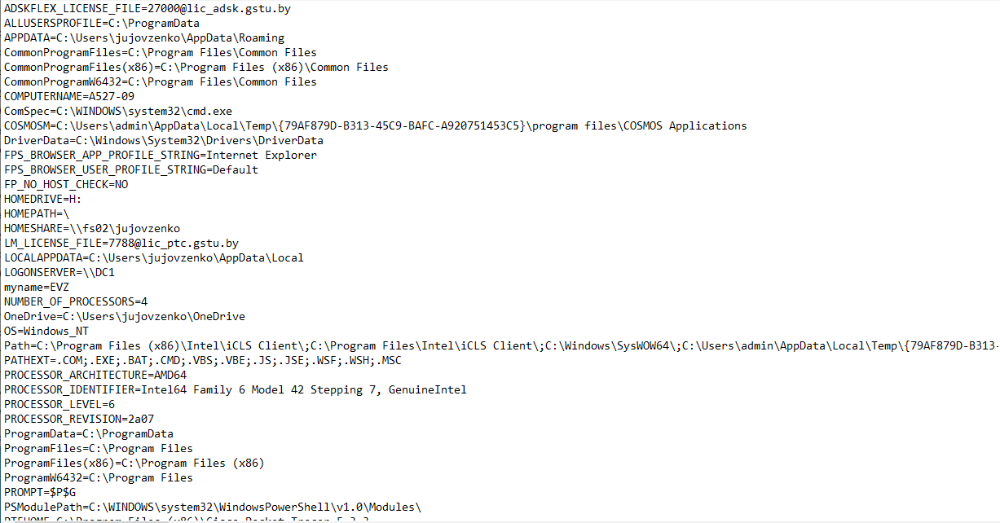 ADSKFLEX_LICENSE_FILE=27000@lic_adsk.gstu.by
ALLUSERSPROFILE=C:\ProgramData
APPDATA=C:\Users\jujovzenko\AppData\Roaming
CommonProgramFiles=C:\Program Files\Common Files
CommonProgramFiles(x86)=C:\Program Files (x86)\Common Files
CommonProgramW6432=C:\Program Files\Common Files
COMPUTERNAME=A527-09
ComSpec=C:\WINDOWS\system32\cmd.exe
COSMOSM=C:\Users\admin\AppData\Local\Temp\{79AF879D-B313-45C9-BAFC-A920751453C5}\program files\COSMOS Applications
DriverData=C:\Windows\System32\Drivers\DriverData
FPS_BROWSER_APP_PROFILE_STRING=Internet Explorer
FPS_BROWSER_USER_PROFILE_STRING=Default
FP_NO_HOST_CHECK=NO
HOMEDRIVE=H:
HOMEPATH=\
HOMESHARE=\\fs02\jujovzenko
LM_LICENSE_FILE=7788@lic_ptc.gstu.by
LOCALAPPDATA=C:\Users\jujovzenko\AppData\Local
LOGONSERVER=\\DC1
myname=EVZ
NUMBER_OF_PROCESSORS=4
OneDrive=C:\Users\jujovzenko\OneDrive
OS=Windows_NT
Path=C:\Program Files (x86)\Intel\iCLS Client\;C:\Program Files\Intel\iCLS Client\;C:\Windows\SysWOW64\;C:\Users\admin\AppData\Local\Temp\{79AF879D-B313-
PATHEXT=.COM;.EXE;.BAT;.CMD;.VBS;.VBE;.JS;.JSE;.WSF;.WSH;.MSC
PROCESSOR_ARCHITECTURE=AMD64
PROCESSOR_IDENTIFIER=Intel64 Family 6 Model 42 Stepping 7, GenuineIntel
PROCESSOR_LEVEL=6
PROCESSOR_REVISION=2a07
ProgramData=C:\ProgramData
ProgramFiles=C:\Program Files
ProgramFiles(x86)=C:\Program Files (x86)
ProgramW6432=C:\Program Files
PROMPT=$P$G
PSModulePath=C:\WINDOWS\system32\WindowsPowerShell\v1.0\Modules\